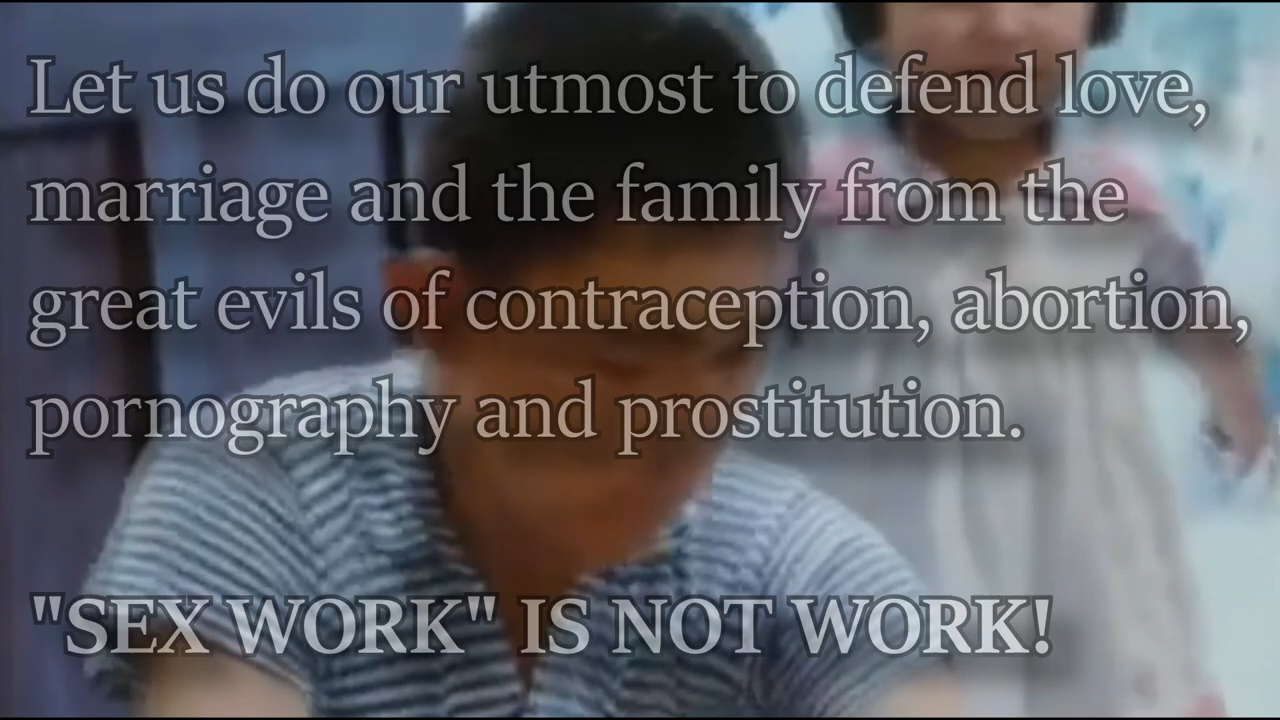 Let us do our utmost to defend love,
marriage and the family from the
great evils of contraception, abortion,
pornography and prostitution.
"SEX WORK" IS NOT WORK!